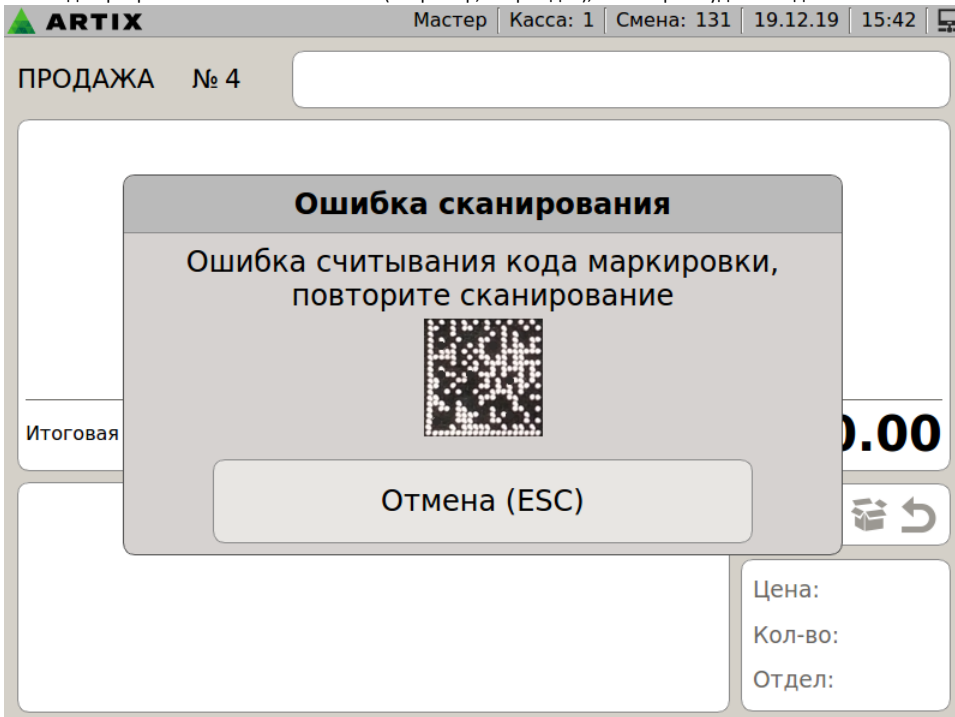 ARTIX Мастер Касса: 1 Смена: 131 19.12.19 15:42
ПРОДАЖА № 4
Ошибка сканирования
Ошибка считывания кода маркировки,
повторите сканирование
Итоговая .00
Отмена (ESC)
Цена:
Кол-во:
Отдел: